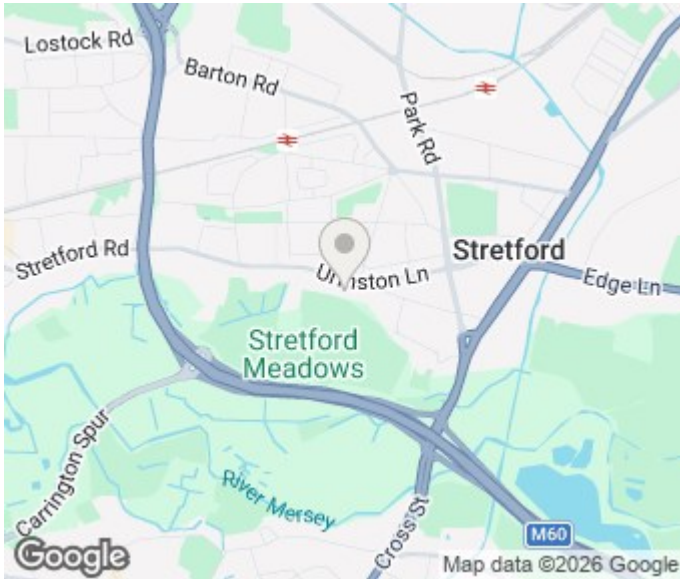 Lostock Rd
Barton Rd
Park Rd
Stretford Rd
Urmston Ln
Stretford
Edge Ln
Stretford
Meadows
Carrington Spur
River Mersey
Cross St
M60
Google
Map data ©2026 Google